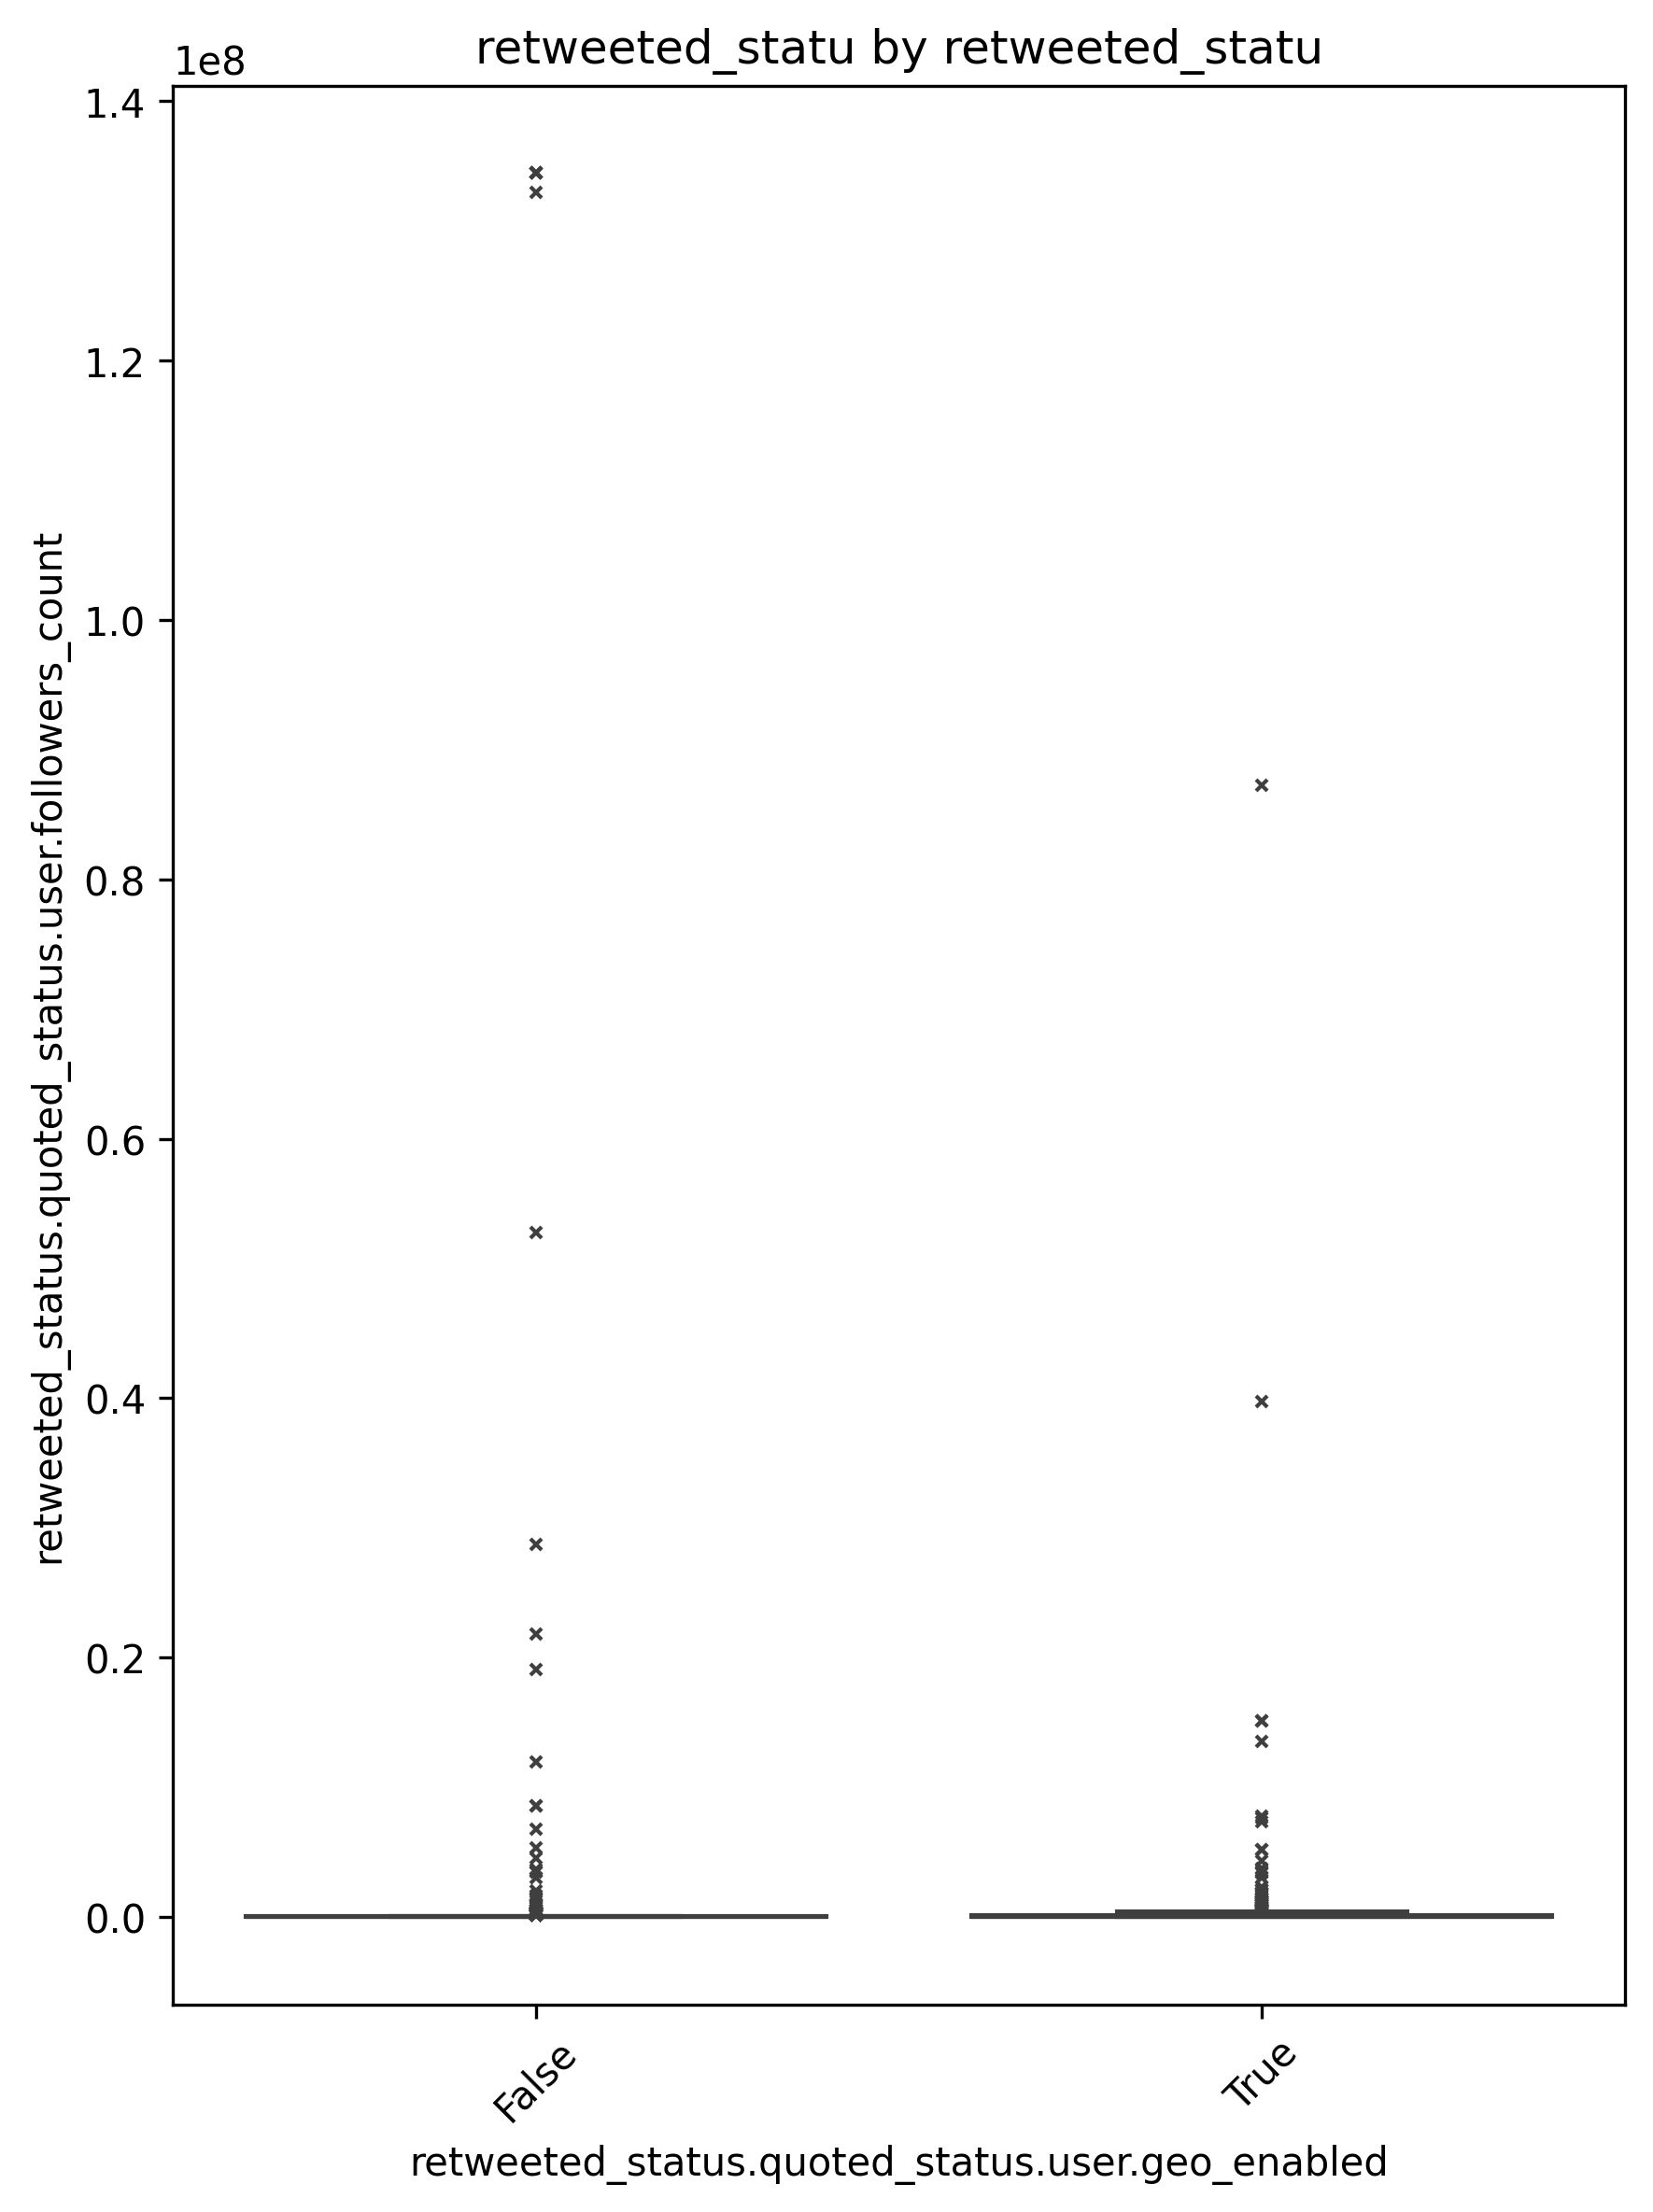 retweeted_statu by retweeted_statu
1e8
1.4
1.2
1.0
0.8
0.6
0.4
0.2
0.0
retweeted_status.quoted_status.user.followers_count
False
True
retweeted_status.quoted_status.user.geo_enabled